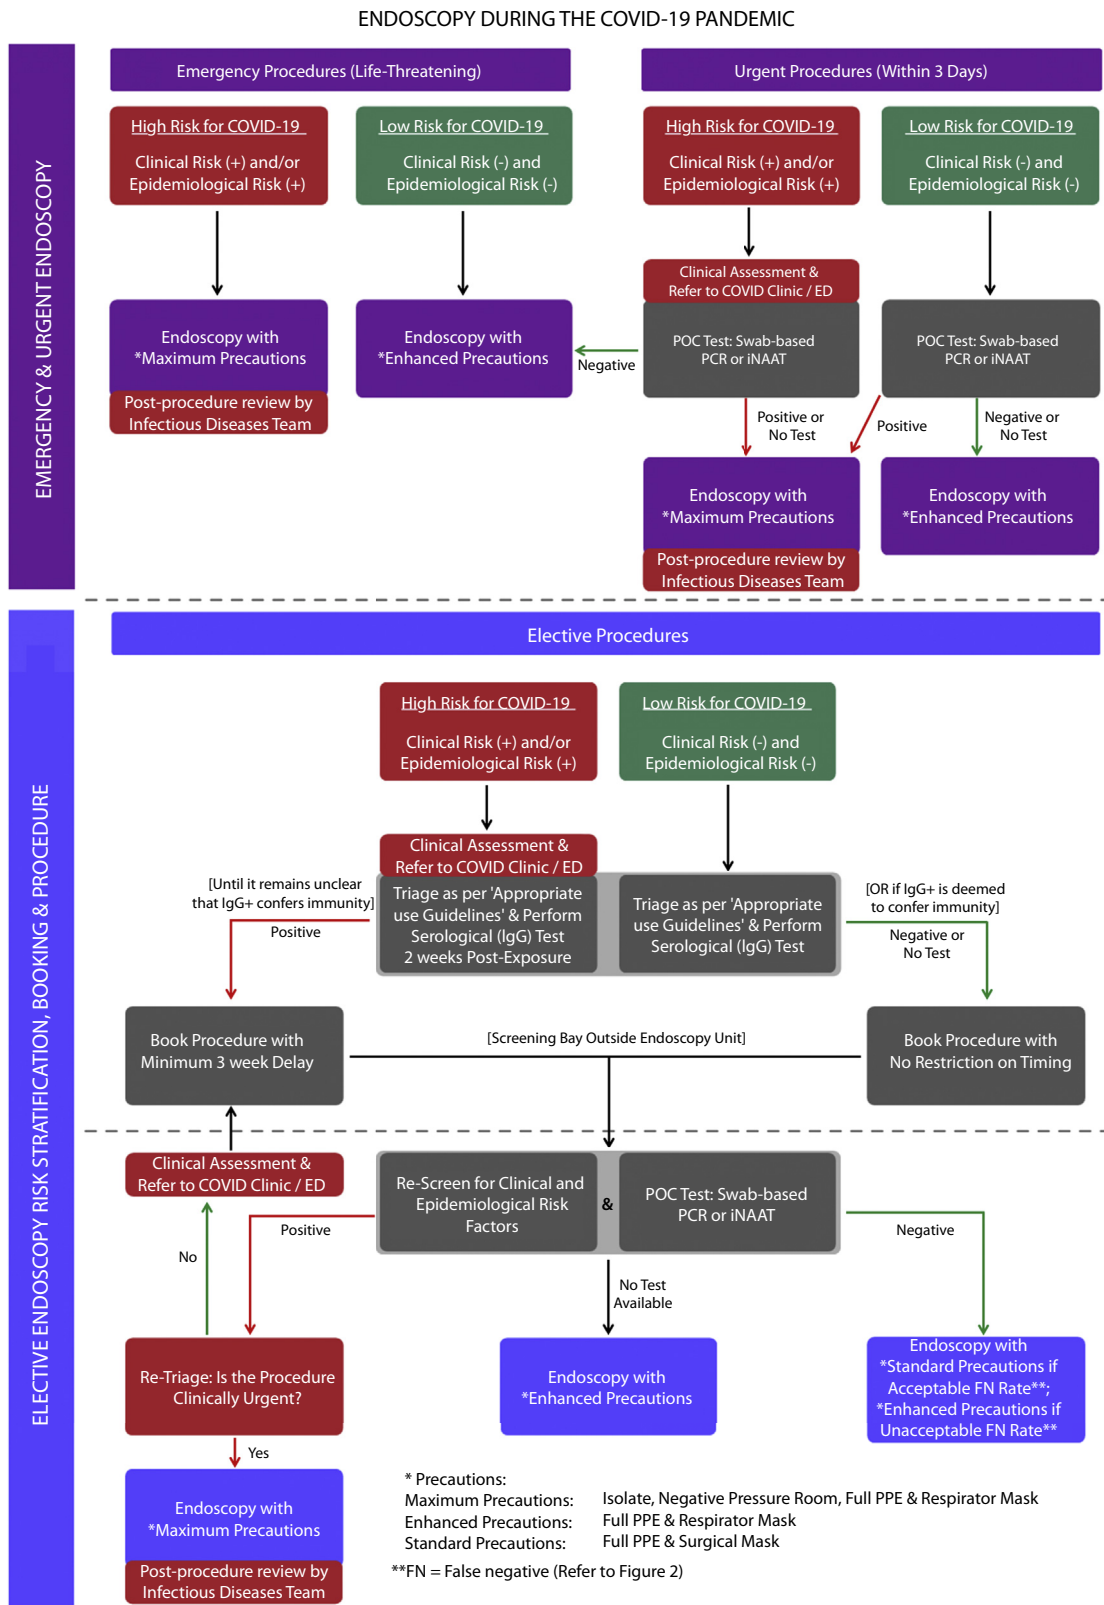 ENDOSCOPY DURING THE COVID-19 PANDEMIC
EMERGENCY & URGENT ENDOSCOPY
Emergency Procedures (Life-Threatening)
Urgent Procedures (Within 3 Days)
High Risk for COVID-19
Clinical Risk (+) and/or
Epidemiological Risk (+)
Low Risk for COVID-19
Clinical Risk (-) and
Epidemiological Risk (-)
High Risk for COVID-19
Clinical Risk (+) and/or
Epidemiological Risk (+)
Low Risk for COVID-19
Clinical Risk (-) and
Epidemiological Risk (-)
Clinical Assessment &
Refer to COVID Clinic / ED
Endoscopy with
*Maximum Precautions
Post-procedure review by
Infectious Diseases Team
Endoscopy with
*Enhanced Precautions
Negative
POC Test: Swab-based
PCR or iNAAT
POC Test: Swab-based
PCR or iNAAT
Positive or
No Test
Positive
Negative or
No Test
Endoscopy with
*Maximum Precautions
Post-procedure review by
Infectious Diseases Team
Endoscopy with
*Enhanced Precautions
ELECTIVE ENDOSCOPY RISK STRATIFICATION, BOOKING & PROCEDURE
Elective Procedures
High Risk for COVID-19
Clinical Risk (+) and/or
Epidemiological Risk (+)
Low Risk for COVID-19
Clinical Risk (-) and
Epidemiological Risk (-)
Clinical Assessment &
Refer to COVID Clinic / ED
[Until it remains unclear
that IgG+ confers immunity]
Positive
Triage as per 'Appropriate
use Guidelines' & Perform
Serological (IgG) Test
2 weeks Post-Exposure
Triage as per 'Appropriate
use Guidelines' & Perform
Serological (IgG) Test
[OR if IgG+ is deemed
to confer immunity]
Negative or
No Test
Book Procedure with
Minimum 3 week Delay
[Screening Bay Outside Endoscopy Unit]
Book Procedure with
No Restriction on Timing
Clinical Assessment &
Refer to COVID Clinic / ED
Re-Screen for Clinical and
Epidemiological Risk
Factors
&
POC Test: Swab-based
PCR or iNAAT
Positive
Negative
No
No Test
Available
Re-Triage: Is the Procedure
Clinically Urgent?
Endoscopy with
*Enhanced Precautions
Endoscopy with
*Standard Precautions if
Acceptable FN Rate**;
*Enhanced Precautions if
Unacceptable FN Rate**
Yes
Endoscopy with
*Maximum Precautions
Post-procedure review by
Infectious Diseases Team
* Precautions:
Maximum Precautions: Isolate, Negative Pressure Room, Full PPE & Respirator Mask
Enhanced Precautions: Full PPE & Respirator Mask
Standard Precautions: Full PPE & Surgical Mask
**FN = False negative (Refer to Figure 2)